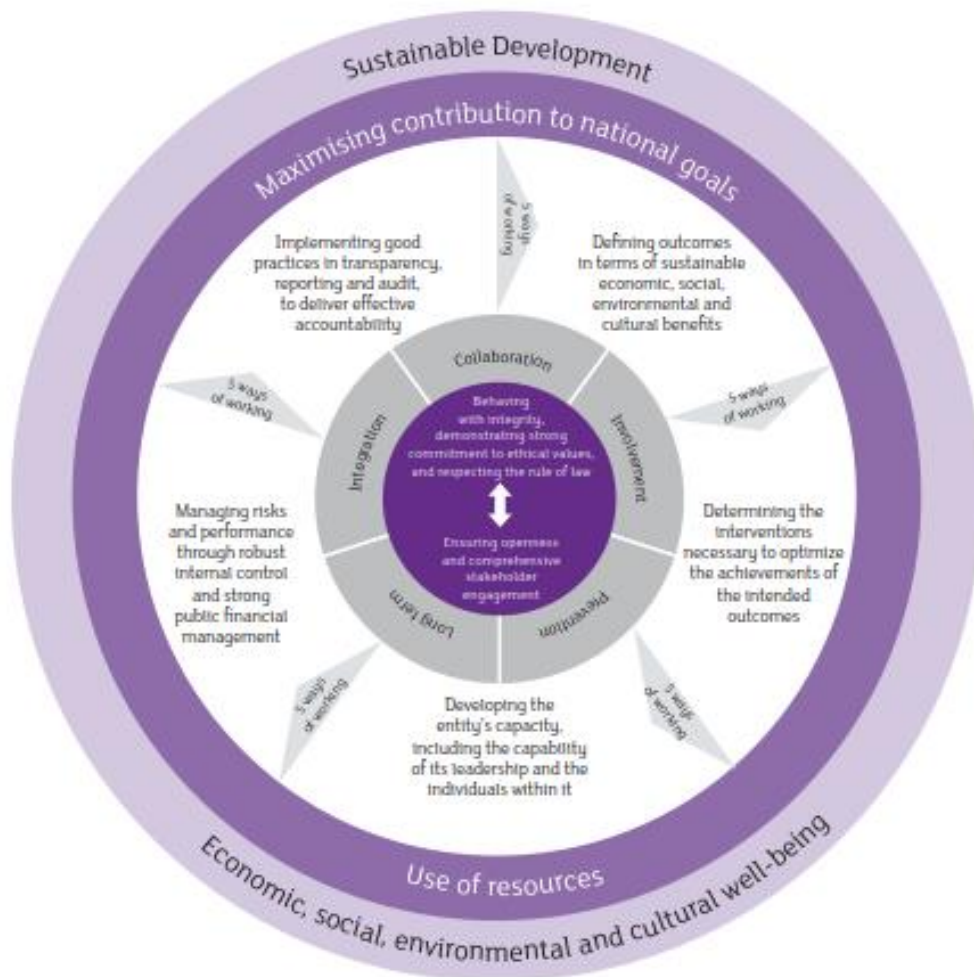 Sustainable Development
Maximising contribution to national goals
5 ways
of working
Implementing good
practices in transparency,
reporting and audit,
to deliver effective
accountability
Defining outcomes
in terms of sustainable
economic, social,
environmental and
cultural benefits
Collaboration
5 ways
of working
5 ways
of working
Integration
Involvement
Behaving
with integrity,
demonstrating strong
commitment to ethical values,
and respecting the rule of law
Ensuring openness
and comprehensive
stakeholder
engagement
Managing risks
and performance
through robust
internal control
and strong
public financial
management
Determining the
interventions
necessary to optimize
the achievements of
the intended
outcomes
Long term
Prevention
5 ways
of working
5 ways
of working
Developing the
entity's capacity,
including the capability
of its leadership and the
individuals within it
Use of resources
Economic, social, environmental and cultural well-being